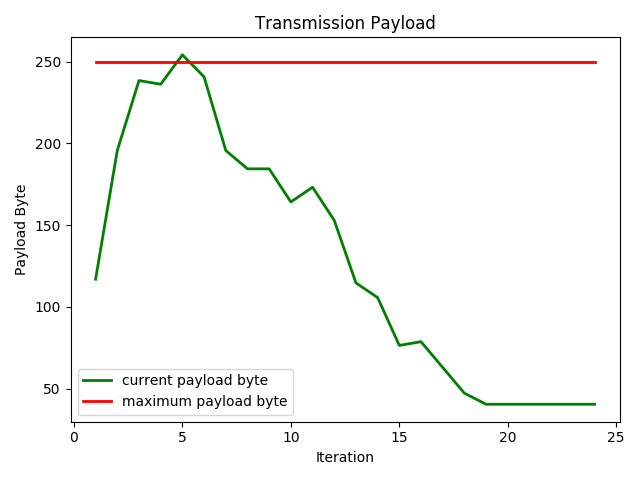 Transmission Payload
Payload Byte
250
200
150
100
50
current payload byte
maximum payload byte
0
5
10
15
20
25
Iteration